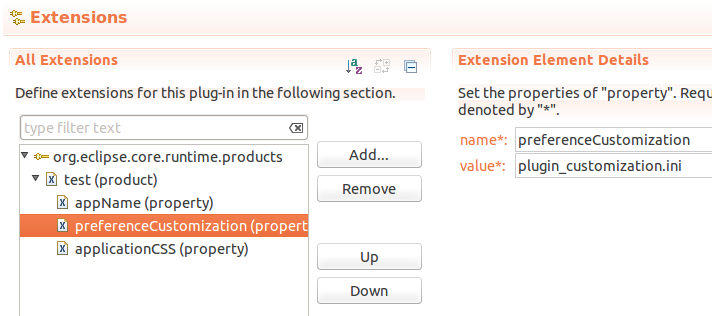 Extensions
All Extensions
Define extensions for this plug-in in the following section.
type filter text
org.eclipse.core.runtime.products
test (product)
appName (property)
preferenceCustomization (propert
applicationCSS (property)
Add...
Remove
Up
Down
Extension Element Details
Set the properties of "property". Requ
denoted by "*".
name*: preferenceCustomization
value*: plugin_customization.ini